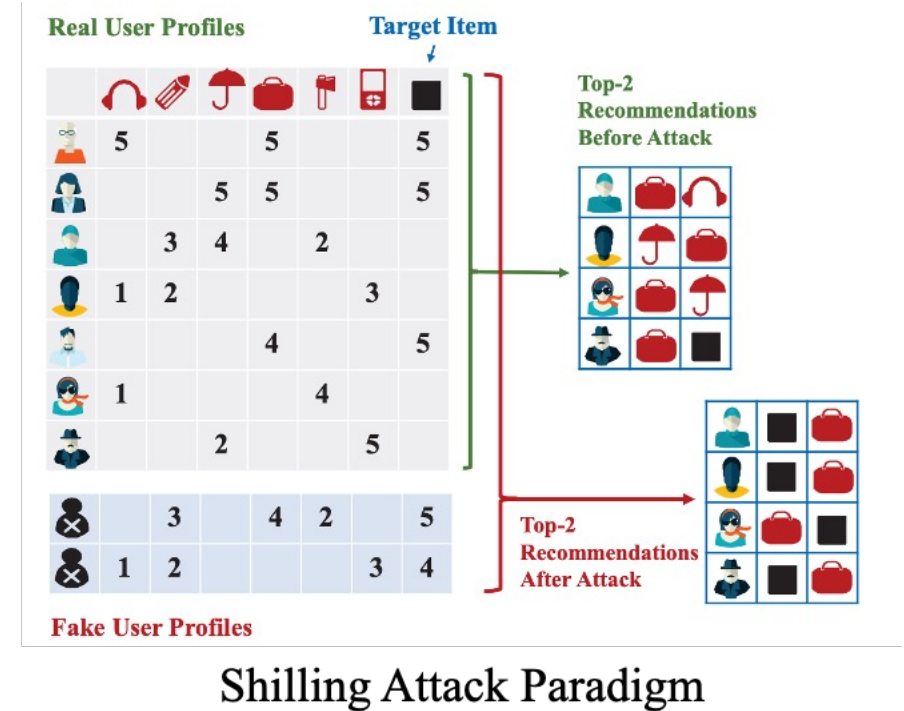 Real User Profiles
Target Item
5 5 5
5 5 5
3 4 2
1 2 3
4 5
1 4
2 5
3 4 2 5
1 2 3 4
Fake User Profiles
Top-2
Recommendations
Before Attack
Top-2
Recommendations
After Attack
Shilling Attack Paradigm